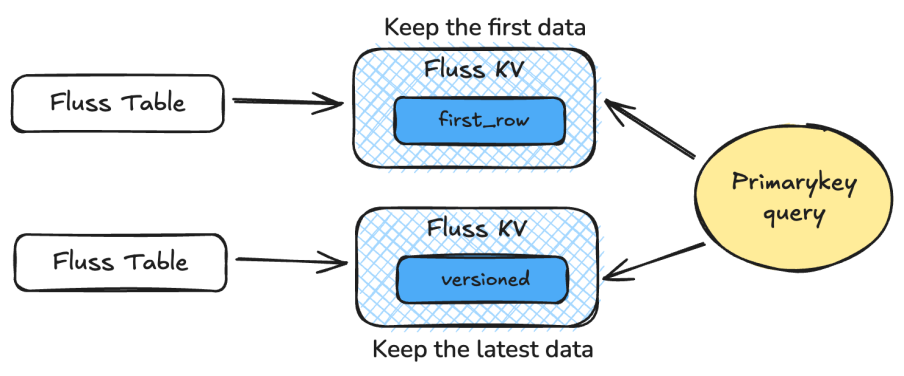 Keep the first data
Fluss KV
Fluss Table
first_row
Primarykey
query
Fluss KV
Fluss Table
versioned
Keep the latest data